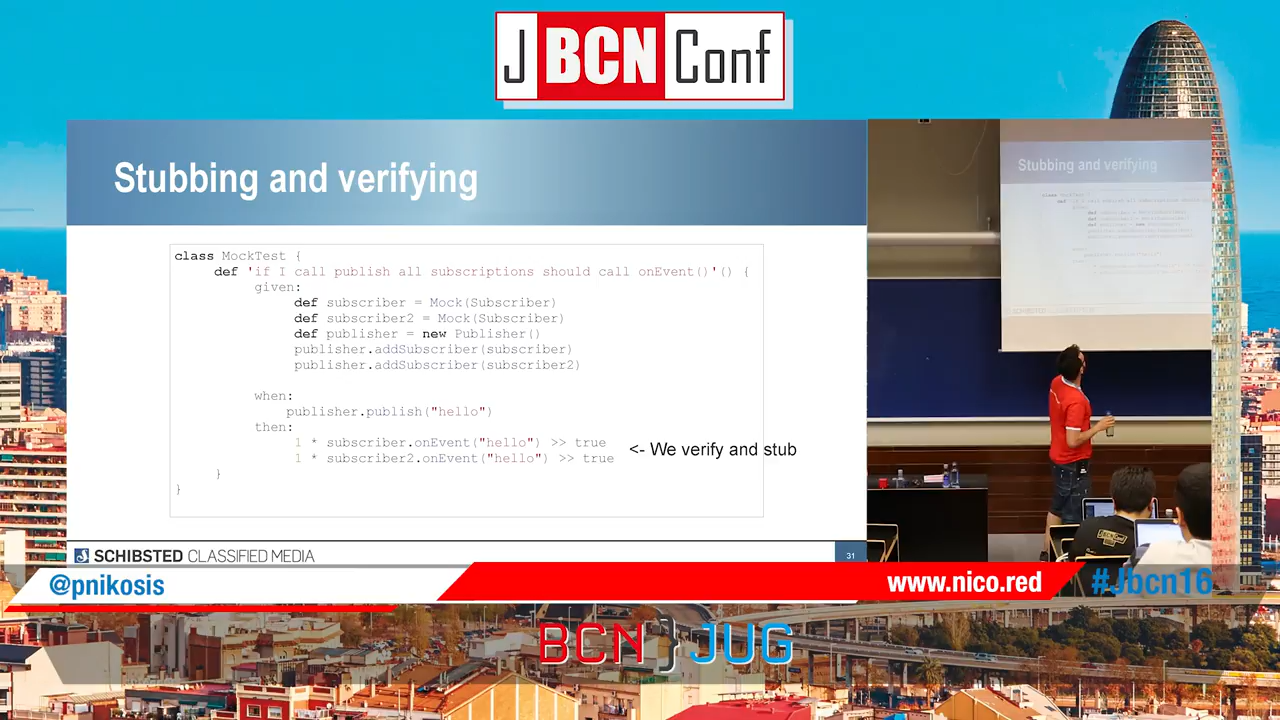 J BCN Conf
Stubbing and verifying
class MockTest {
def 'if I call publish all subscriptions should call onEvent()'() {
given:
def subscriber = Mock(Subscriber)
def subscriber2 = Mock(Subscriber)
def publisher = new Publisher()
publisher.addSubscriber(subscriber)
publisher.addSubscriber(subscriber2)
when:
publisher.publish("hello")
then:
1 * subscriber.onEvent("hello") >> true
1 * subscriber2.onEvent("hello") >> true
<- We verify and stub
}
}
SCHIBSTED CLASSIFIED MEDIA
31
Stubbing and verifying
@pnikosis
www.nico.red
#Jbcn16
BCN JUG